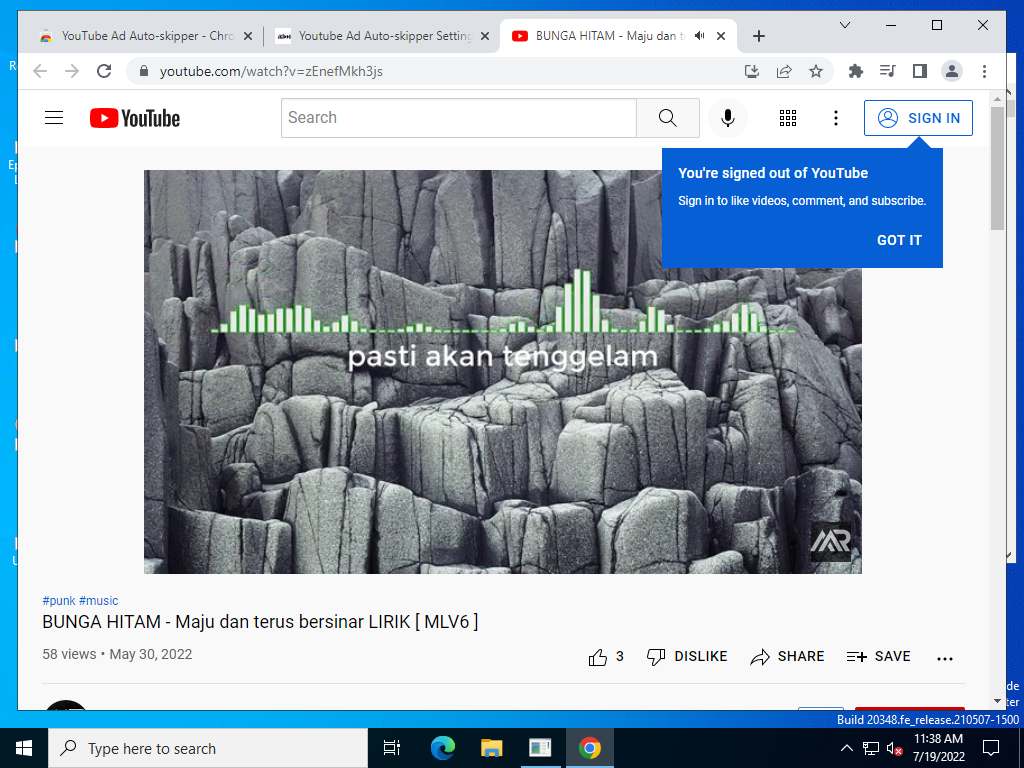 YouTube Ad Auto-skipper - Chro
Youtube Ad Auto-skipper Setting
BUNGA HITAM - Maju dan t
youtube.com/watch?v=zEnefMkh3js
YouTube
Search
SIGN IN
You're signed out of YouTube
Sign in to like videos, comment, and subscribe.
GOT IT
pasti akan tenggelam
MR
#punk #music
BUNGA HITAM - Maju dan terus bersinar LIRIK [ MLV6 ]
58 views • May 30, 2022
3
DISLIKE
SHARE
SAVE
Build 20348.fe_release.210507-1500
Type here to search
11:38 AM
7/19/2022